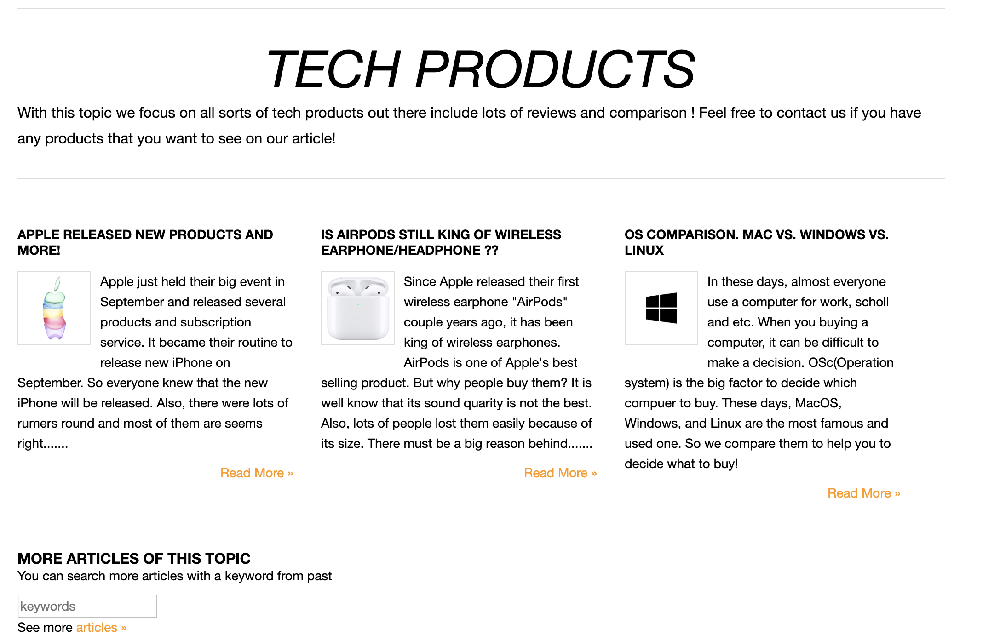 TECH PRODUCTS
With this topic we focus on all sorts of tech products out there include lots of reviews and comparison ! Feel free to contact us if you have
any products that you want to see on our article!
APPLE RELEASED NEW PRODUCTS AND
MORE!
Apple just held their big event in
September and released several
products and subscription
service. It became their routine to
release new iPhone on
September. So everyone knew that the new
iPhone will be released. Also, there were lots of
rumers round and most of them are seems
right.......
Read More »
IS AIRPODS STILL KING OF WIRELESS
EARPHONE/HEADPHONE ??
Since Apple released their first
wireless earphone "AirPods"
couple years ago, it has been
king of wireless earphones.
AirPods is one of Apple's best
selling product. But why people buy them? It is
well know that its sound quarity is not the best.
Also, lots of people lost them easily because of
its size. There must be a big reason behind.......
Read More »
OS COMPARISON. MAC VS. WINDOWS VS.
LINUX
In these days, almost everyone
use a computer for work, scholl
and etc. When you buying a
computer, it can be difficult to
make a decision. OSc(Operation
system) is the big factor to decide which
compuer to buy. These days, MacOS,
Windows, and Linux are the most famous and
used one. So we compare them to help you to
decide what to buy!
Read More »
MORE ARTICLES OF THIS TOPIC
You can search more articles with a keyword from past
keywords
See more articles »